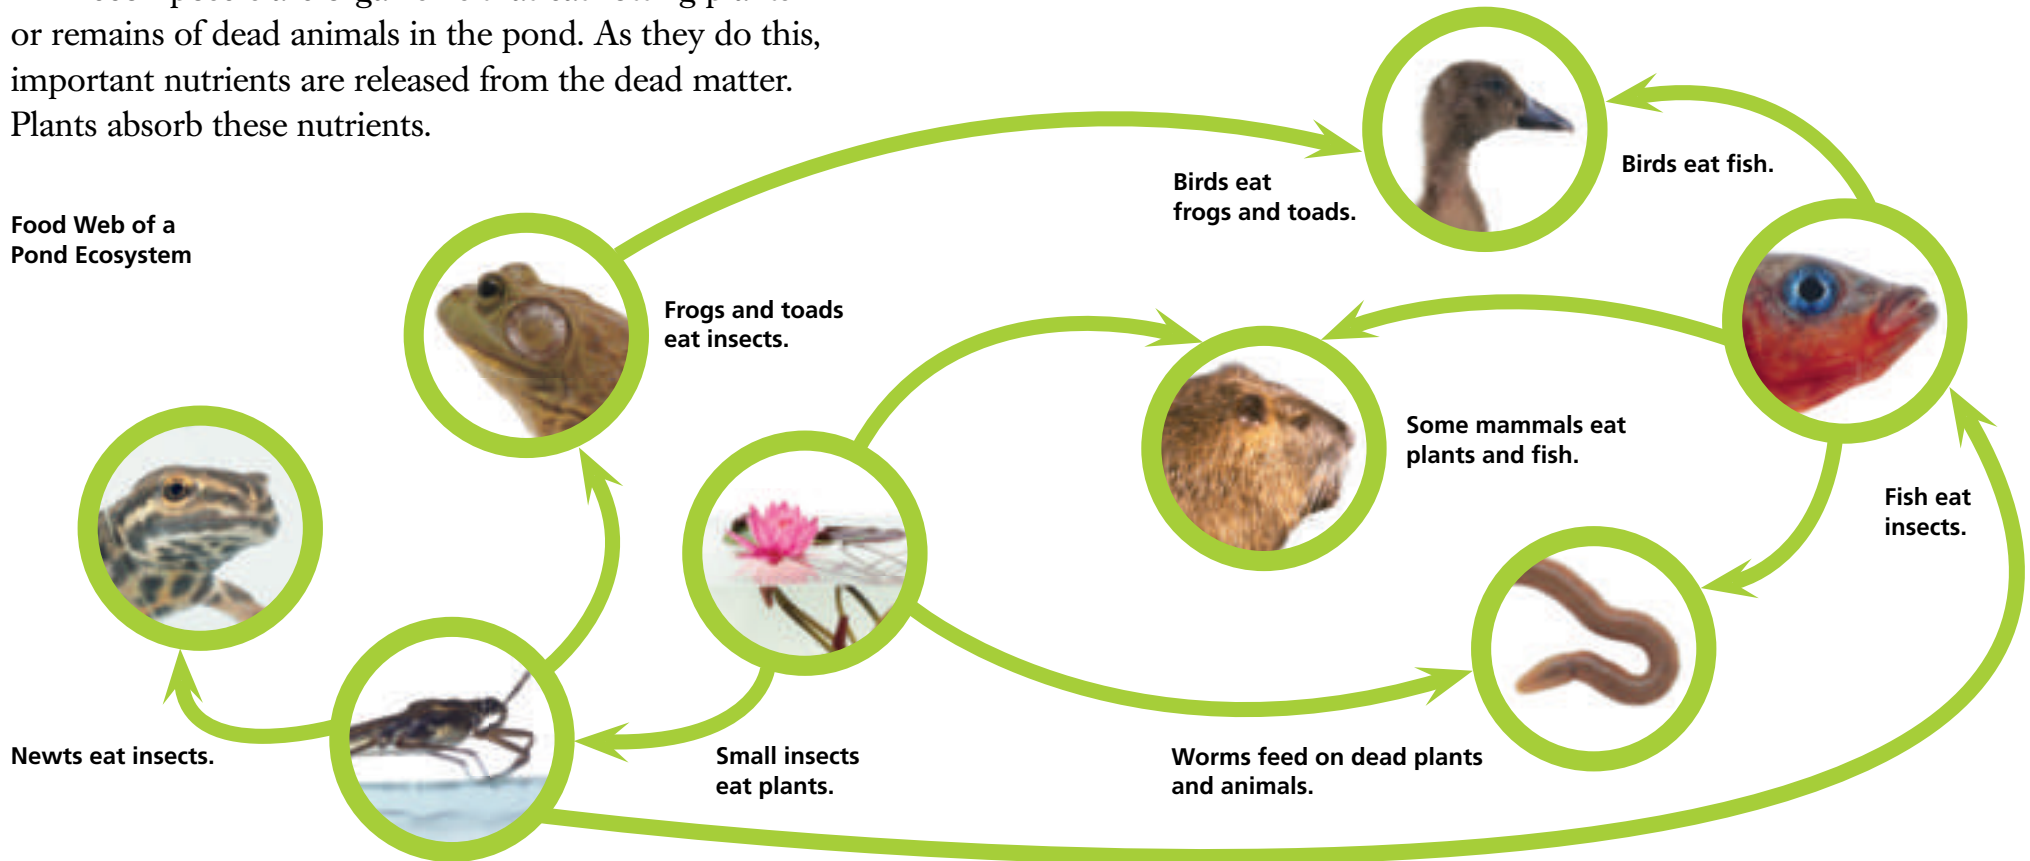 or remains of dead animals in the pond. As they do this,
important nutrients are released from the dead matter.
Plants absorb these nutrients.
Food Web of a
Pond Ecosystem
Birds eat
frogs and toads.
Birds eat fish.
Frogs and toads
eat insects.
Some mammals eat
plants and fish.
Fish eat
insects.
Newts eat insects.
Small insects
eat plants.
Worms feed on dead plants
and animals.